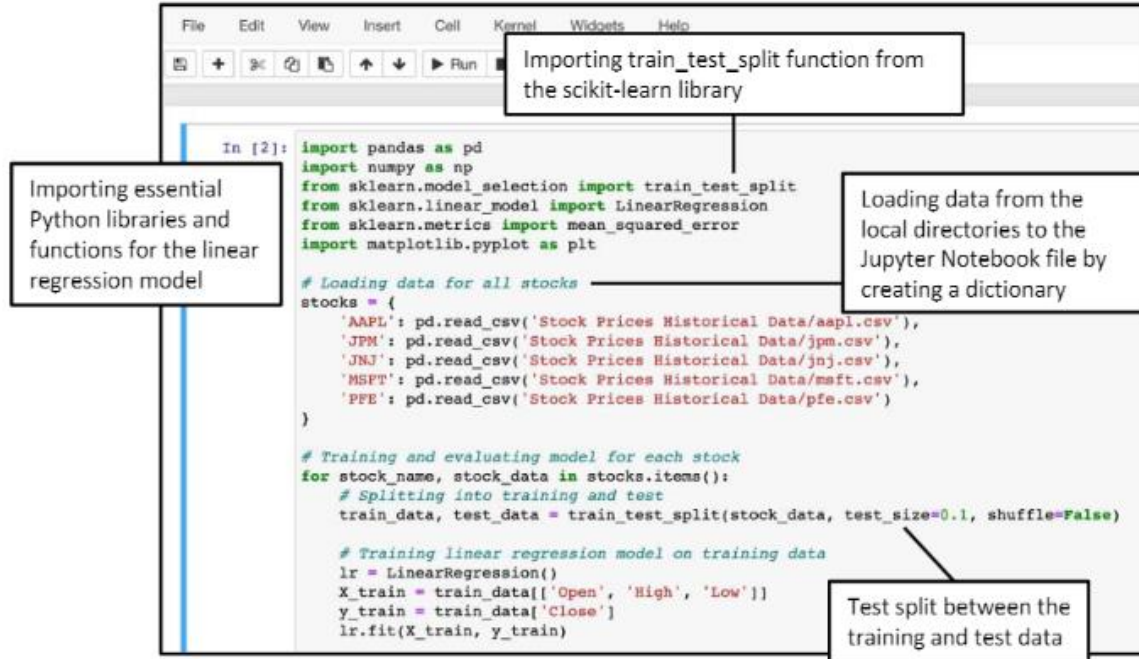 File Edit View Insert Cell Kernel Widgets Help
Run
Importing train_test_split function from
the scikit-learn library
In [2]:
import pandas as pd
import numpy as np
from sklearn.model_selection import train_test_split
from sklearn.linear_model import LinearRegression
from sklearn.metrics import mean_squared_error
import matplotlib.pyplot as plt
Importing essential
Python libraries and
functions for the linear
regression model
Loading data from the
local directories to the
Jupyter Notebook file by
creating a dictionary
# Loading data for all stocks
stocks = {
'AAPL': pd.read_csv('Stock Prices Historical Data/aapl.csv'),
'JPM': pd.read_csv('Stock Prices Historical Data/jpm.csv'),
'JNJ': pd.read_csv('Stock Prices Historical Data/jnj.csv'),
'MSFT': pd.read_csv('Stock Prices Historical Data/msft.csv'),
'PFE': pd.read_csv('Stock Prices Historical Data/pfe.csv')
}
# Training and evaluating model for each stock
for stock_name, stock_data in stocks.items():
# Splitting into training and test
train_data, test_data = train_test_split(stock_data, test_size=0.1, shuffle=False)
# Training linear regression model on training data
lr = LinearRegression()
X_train = train_data[['Open', 'High', 'Low']]
y_train = train_data['Close']
lr.fit(X_train, y_train)
Test split between the
training and test data